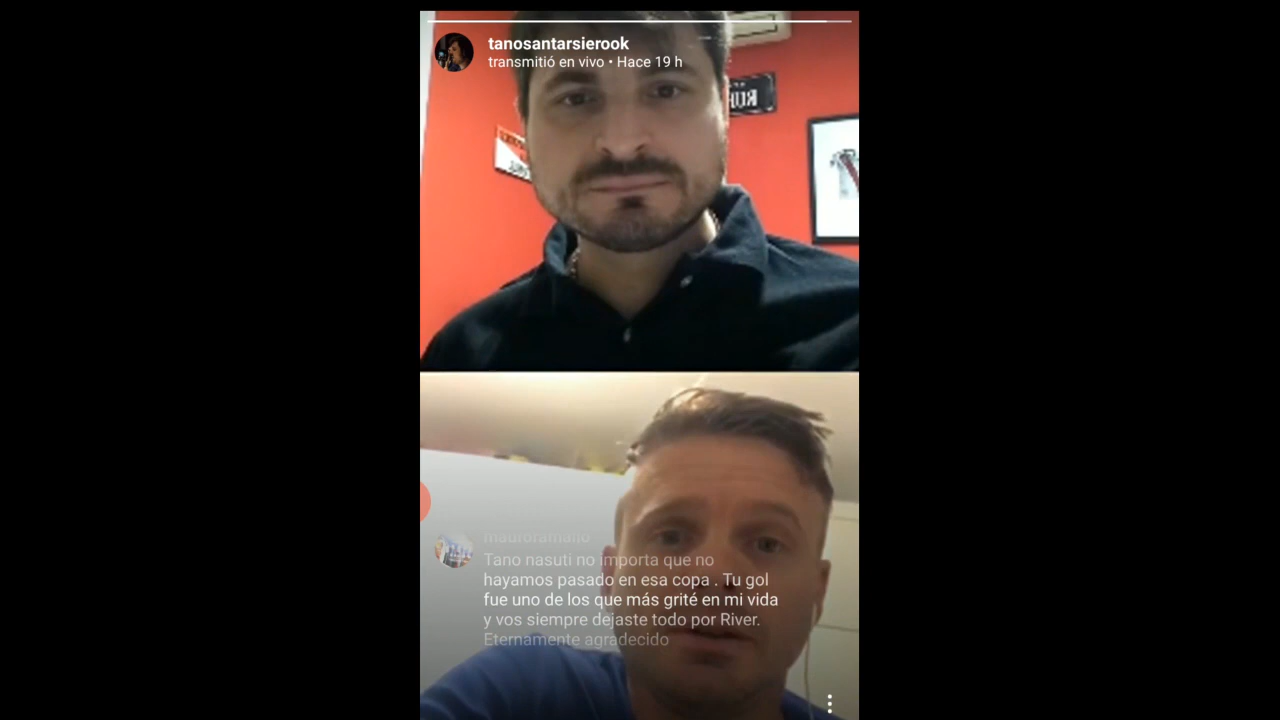 tanosantarsierook
transmitió en vivo • Hace 19 h
Tano nasuti no importa que no
hayamos pasado en esa copa . Tu gol
fue uno de los que más grité en mi vida
y vos siempre dejaste todo por River.
Eternamente agradecido